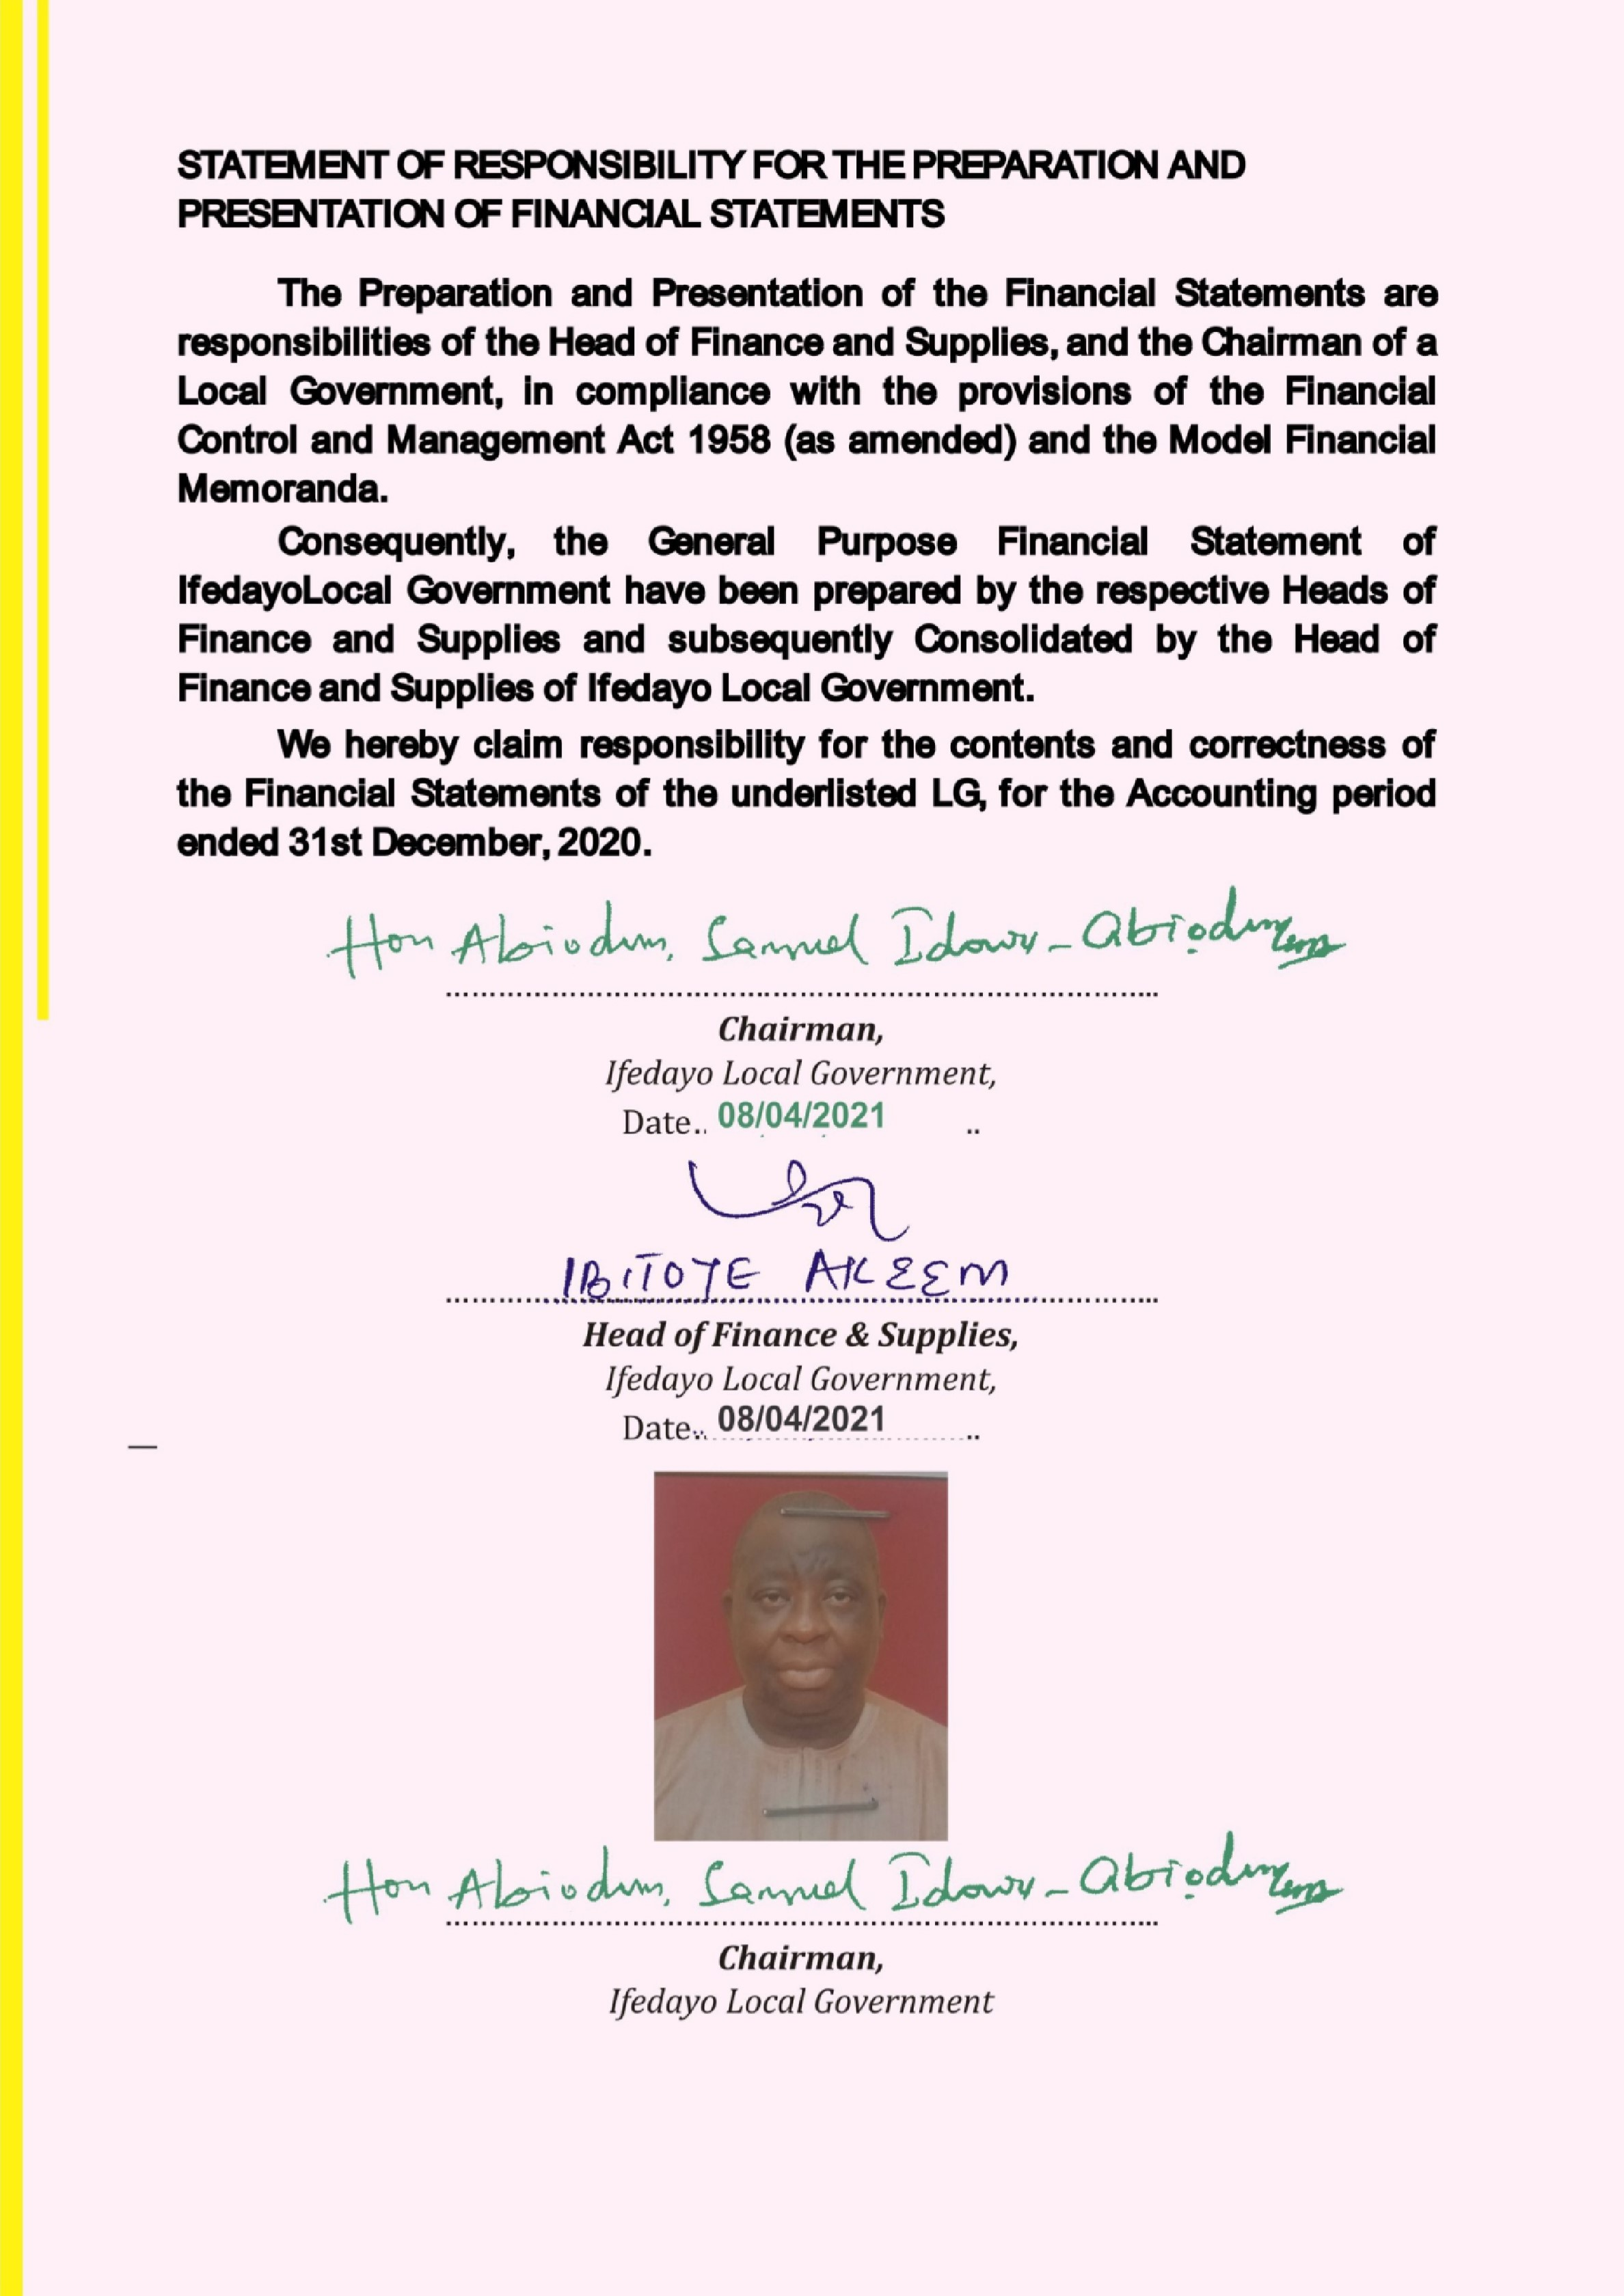 STATEMENT OF RESPONSIBILITY FOR THE PREPARATION AND
PRESENTATION OF FINANCIAL STATEMENTS
The Preparation and Presentation of the Financial Statements are
responsibilities of the Head of Finance and Supplies, and the Chairman of a
Local Government, in compliance with the provisions of the Financial
Control and Management Act 1958 (as amended) and the Model Financial
Memoranda.
Consequently, the General Purpose Financial Statement of
IfedayoLocal Government have been prepared by the respective Heads of
Finance and Supplies and subsequently Consolidated by the Head of
Finance and Supplies of Ifedayo Local Government.
We hereby claim responsibility for the contents and correctness of
the Financial Statements of the underlisted LG, for the Accounting period
ended 31st December, 2020.
Hon Abiodun, Samuel Idowu - Abiodun
Chairman,
Ifedayo Local Government,
Date.. 08/04/2021 ..
IBITOYE AKEEM
Head of Finance & Supplies,
Ifedayo Local Government,
Date.. 08/04/2021 ..
Hon Abiodun, Samuel Idowu - Abiodun
Chairman,
Ifedayo Local Government